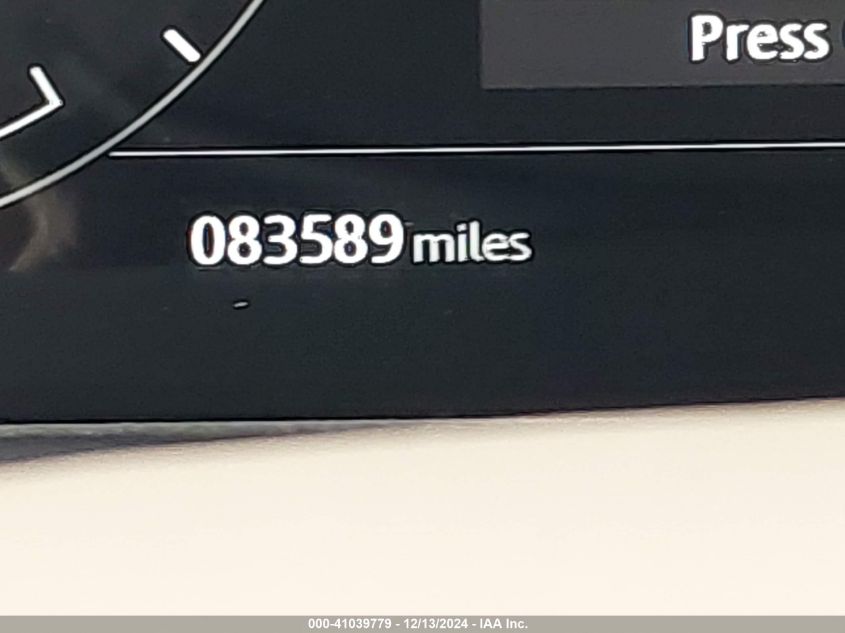 Press
083589 miles
000-41039779 - 12/13/2024 - IAA Inc.